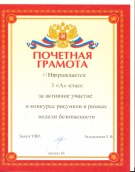 ПОЧЕТНАЯ
ГРАМОТА
Награждается
3 «А» класс
за активное участие
в конкурсе рисунков в рамках
недели безопасности